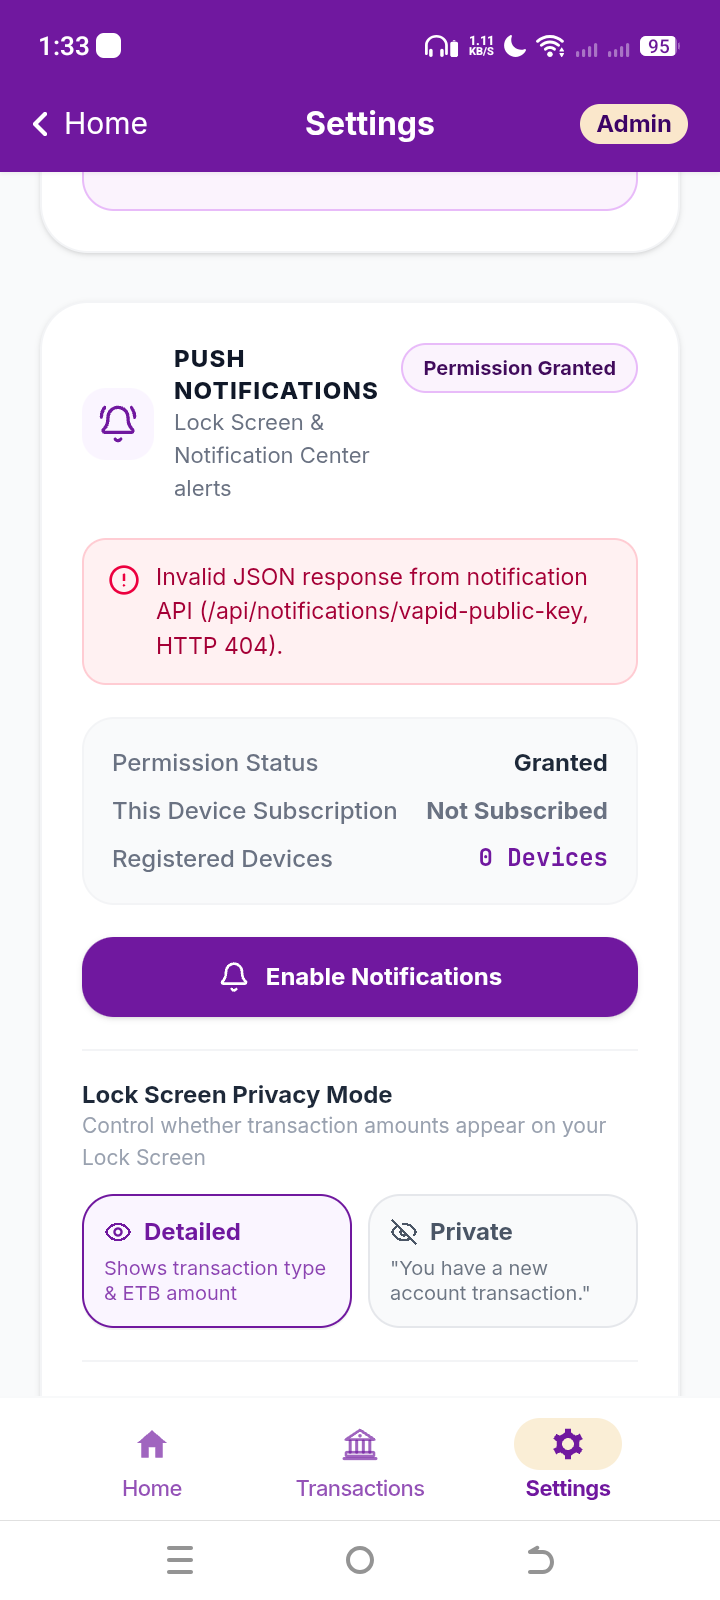 1:33
1.11
KB/S
95
Home
Settings
Admin
PUSH
NOTIFICATIONS
Permission Granted
Lock Screen &
Notification Center
alerts
Invalid JSON response from notification
API (/api/notifications/vapid-public-key,
HTTP 404).
Permission Status
Granted
This Device Subscription
Not Subscribed
Registered Devices
0 Devices
Enable Notifications
Lock Screen Privacy Mode
Control whether transaction amounts appear on your
Lock Screen
Detailed
Shows transaction type
& ETB amount
Private
"You have a new
account transaction."
Home
Transactions
Settings